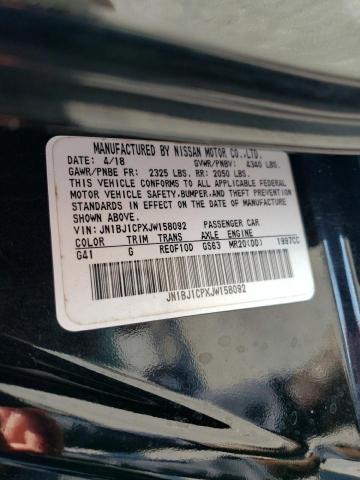 MANUFACTURED BY NISSAN MOTOR CO.,LTD.
DATE: 4/18 GVWR/PNBV: 4340 LBS.
GAWR/PNBE FR: 2325 LBS. RR: 2050 LBS.
THIS VEHICLE CONFORMS TO ALL APPLICABLE FEDERAL
MOTOR VEHICLE SAFETY, BUMPER, AND THEFT PREVENTION
STANDARDS IN EFFECT ON THE DATE OF MANUFACTURE
SHOWN ABOVE.
VIN: JN1BJ1CPXJW158092 PASSENGER CAR
COLOR TRIM TRANS AXLE ENGINE
G41 G RE0F10D GS63 MR20(DD) 1997CC
JN1BJ1CPXJW158092